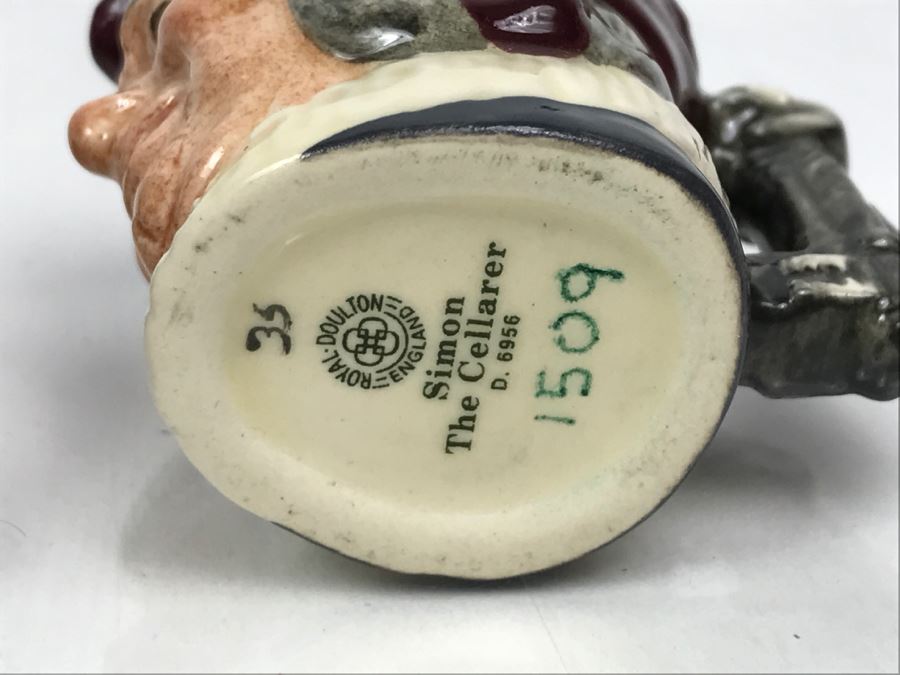 35
ROYAL·DOULTON
ENGLAND
Simon
The Cellarer
D. 6956
1509